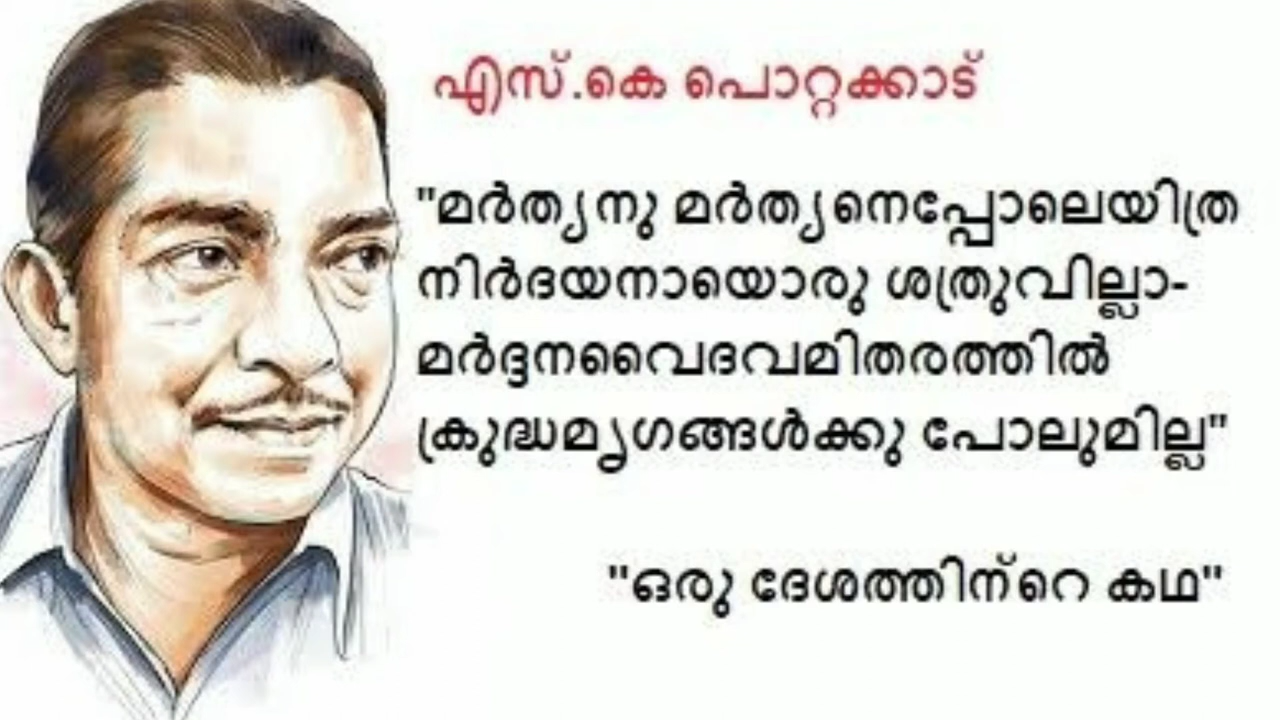 എസ്.കെ പൊറ്റക്കാട്
"മർത്യനു മർത്യനെപ്പോലെയിത്ര
നിർദയനായൊരു ശത്രുവില്ലാ-
മർദ്ദനവൈദവമിതരത്തിൽ
ക്രുദ്ധമൃഗങ്ങൾക്കു പോലുമില്ല"
"ഒരു ദേശത്തിന്റെ കഥ"